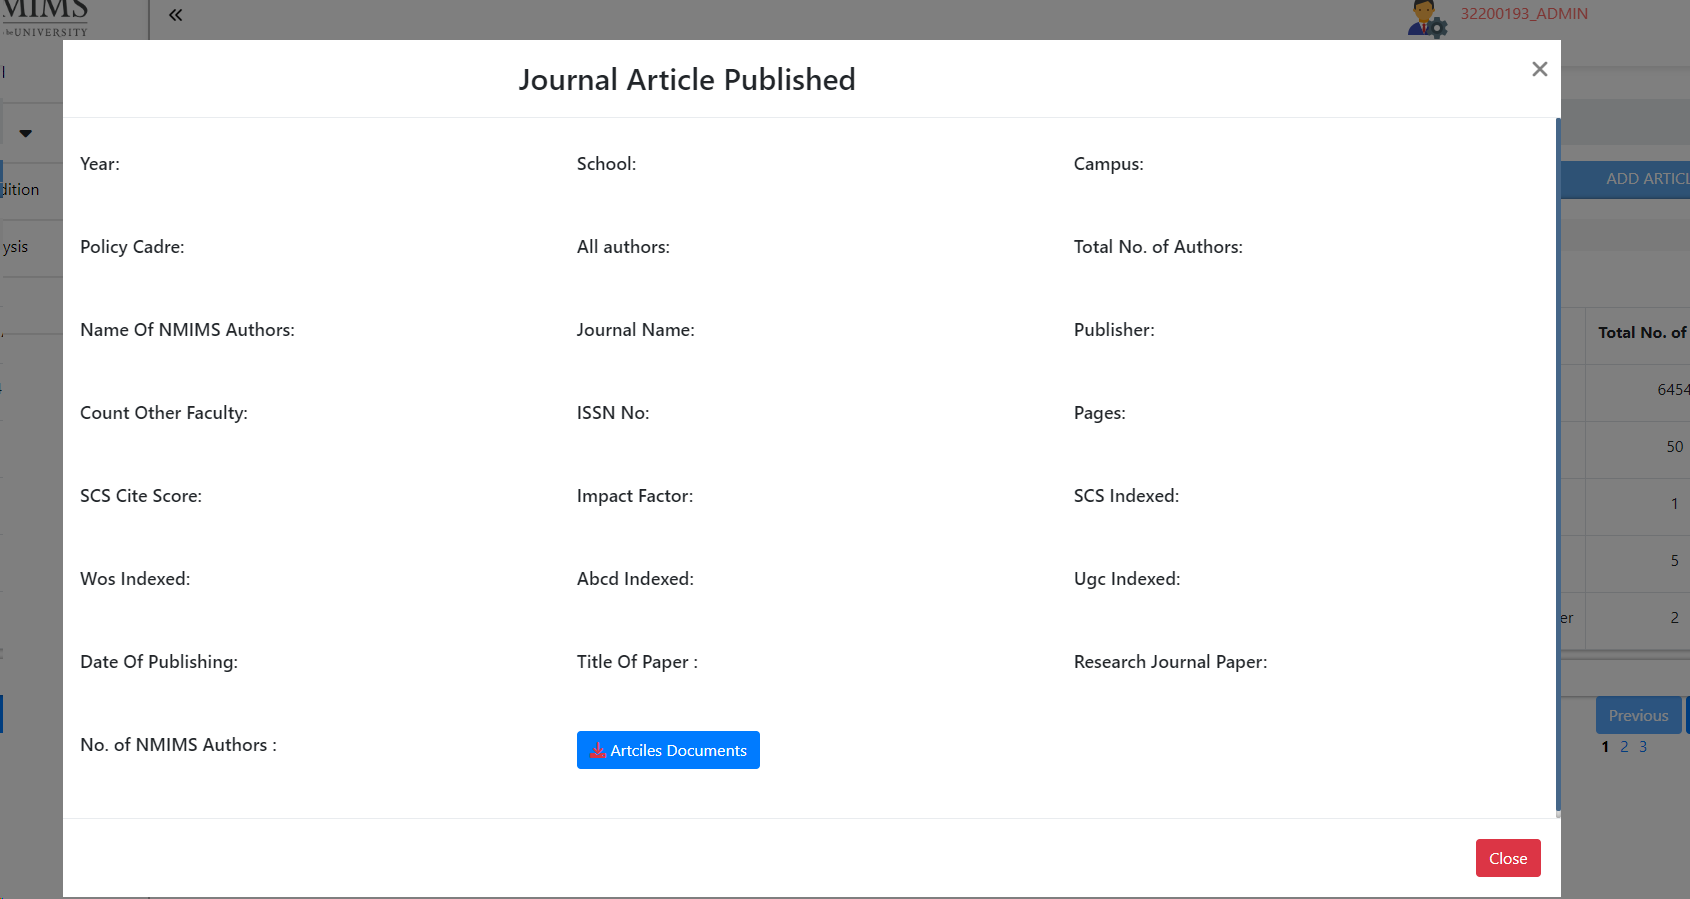 MIMS
UNIVERSITY
32200193_ADMIN
Journal Article Published
Year:
School:
Campus:
dition
ADD ARTICL
ysis
Policy Cadre:
All authors:
Total No. of Authors:
Name Of NMIMS Authors:
Journal Name:
Publisher:
Total No. of
6454
Count Other Faculty:
ISSN No:
Pages:
50
SCS Cite Score:
Impact Factor:
SCS Indexed:
1
Wos Indexed:
Abcd Indexed:
Ugc Indexed:
5
er
2
Date Of Publishing:
Title Of Paper :
Research Journal Paper:
No. of NMIMS Authors :
Artciles Documents
Previous
1 2 3
Close